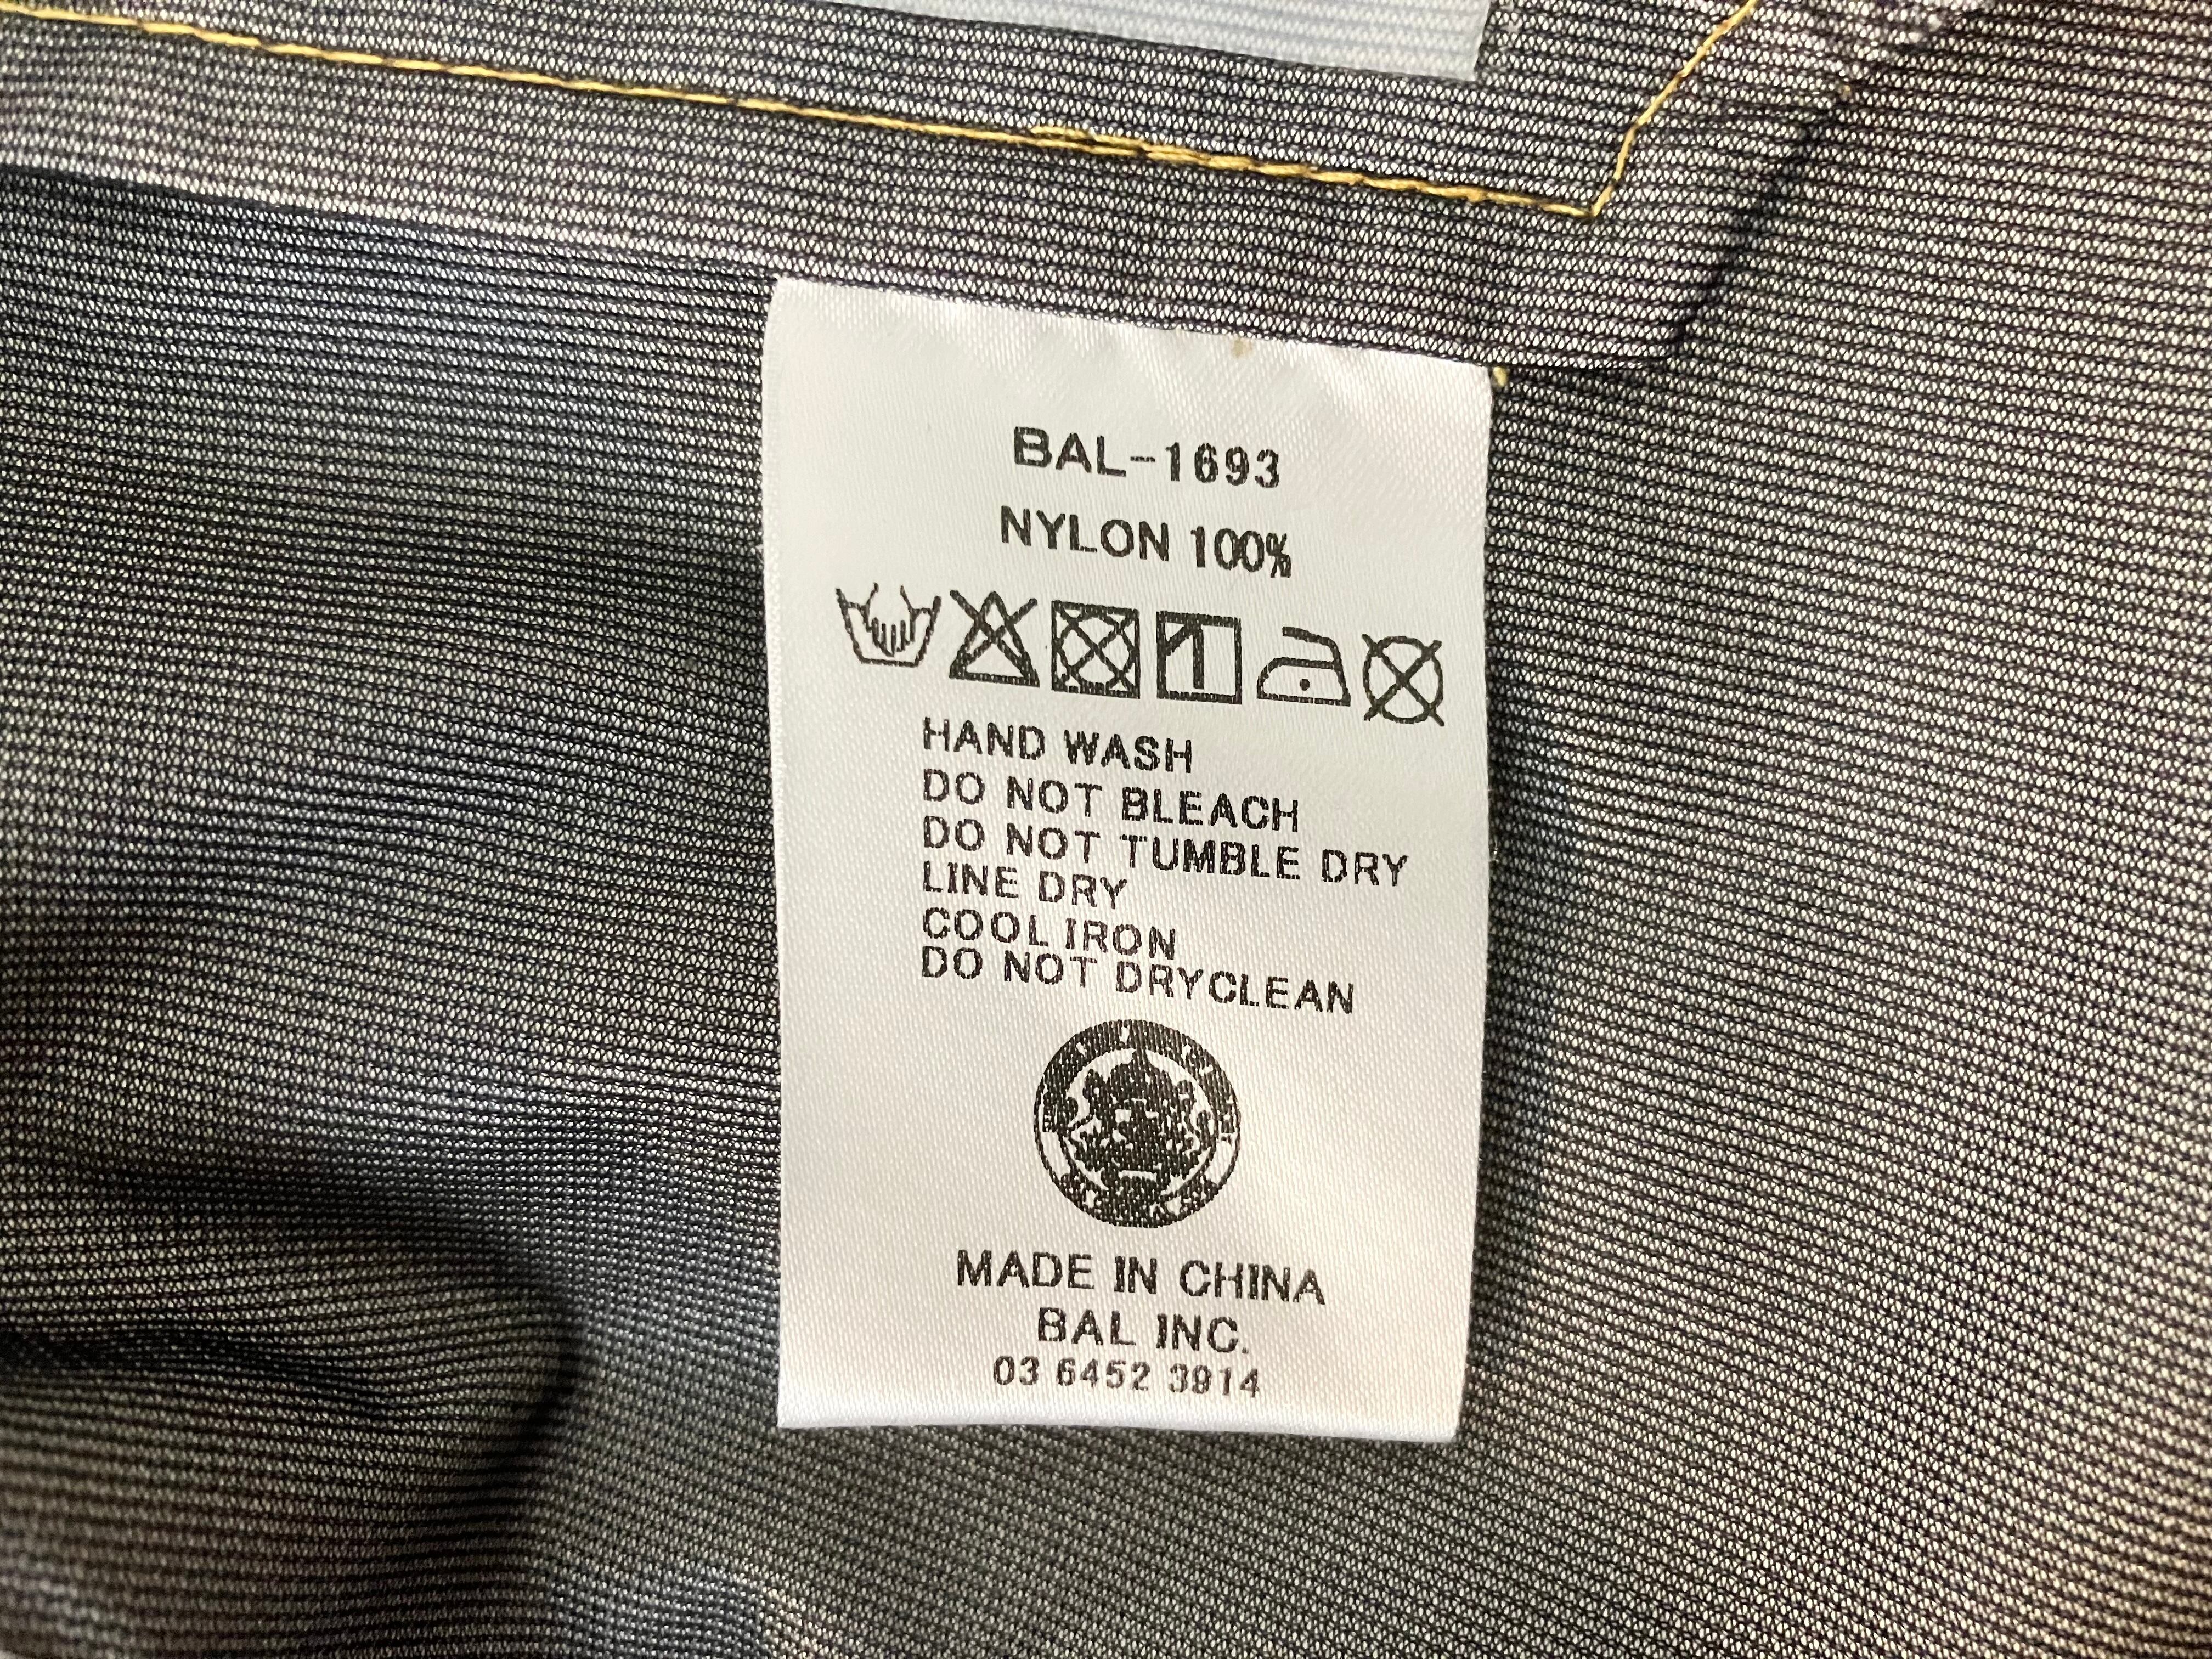 BAL-1693
NYLON 100%
HAND WASH
DO NOT BLEACH
DO NOT TUMBLE DRY
LINE DRY
COOL IRON
DO NOT DRYCLEAN
MADE IN CHINA
BAL INC.
03 6452 3914